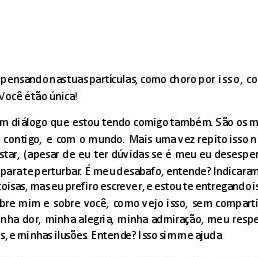 pensando nas tuas partículas, como choro por isso, co
Você é tão única!
m diálogo que estou tendo comigo também. São os m
contigo, e com o mundo. Mais uma vez repito isso n
star, (apesar de eu ter dúvidas se é meu eu desesper
para te perturbar. É meu desabafo, entende? Indicaram
oisas, mas eu prefiro escrever, e estou te entregando i
bre mim e sobre você, como vejo isso, sem comparti
nha dor, minha alegria, minha admiração, meu respe
s, e minhas ilusões. Entende? Isso sim me ajuda